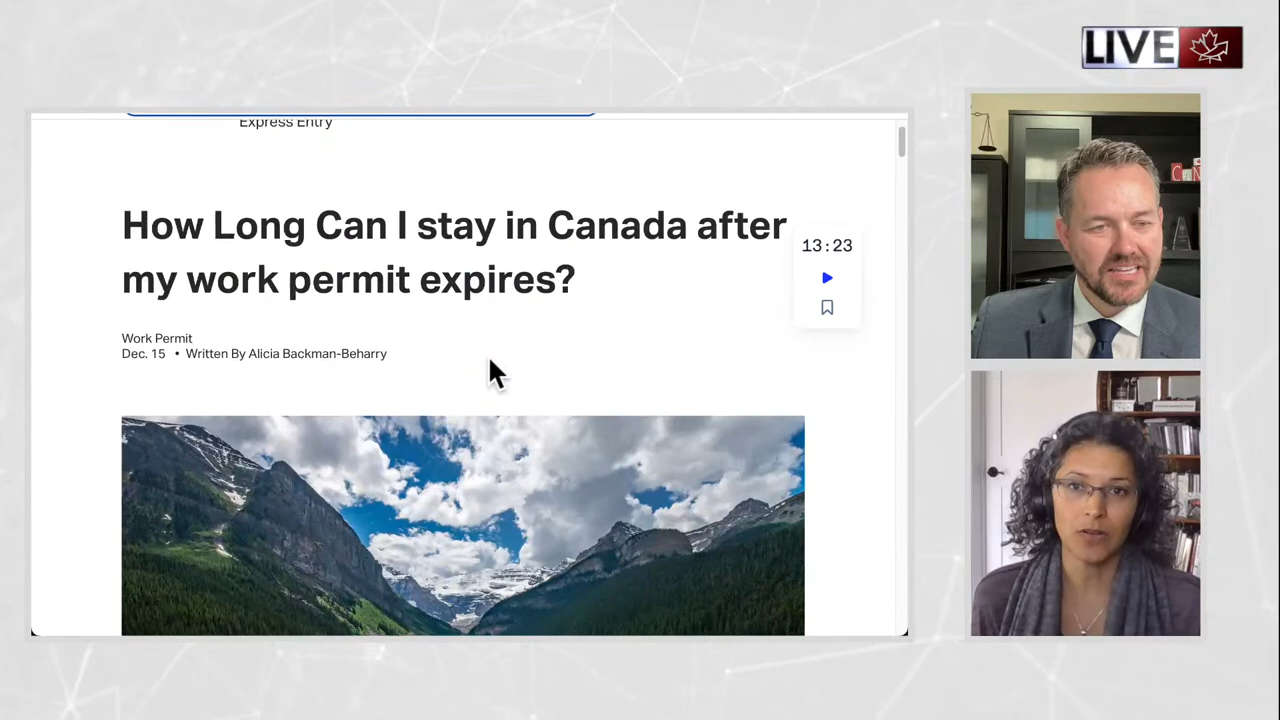 LIVE
Express Entry
How Long Can I stay in Canada after
my work permit expires?
13:23
Work Permit
Dec. 15 • Written By Alicia Backman-Beharry
CAN